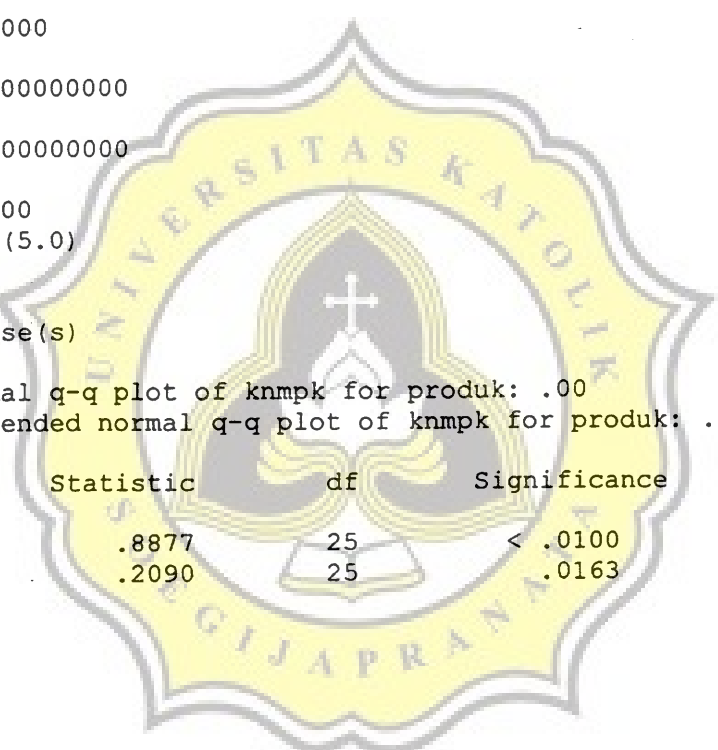 000
00000000
00000000
00
(5.0)
se(s)
al q-q plot of knmpk for produk: .00
ended normal q-q plot of knmpk for produk: .
Statistic df Significance
.8877 25 < .0100
.2090 25 .0163
UNIVERSITAS KATOLIK
SOEGIJAPRANATA